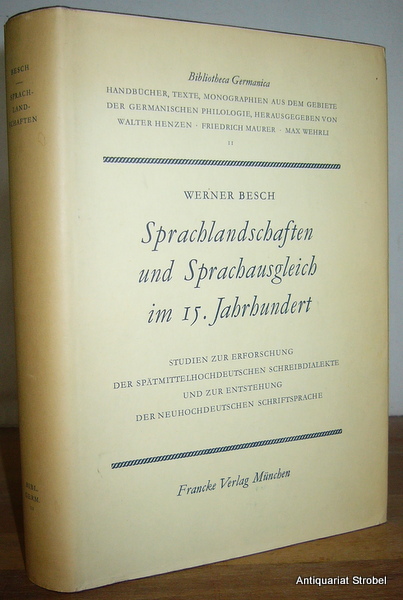 BESCH
SPRACH-
LAND-
SCHAFTEN
BIBL.
GERM.
Bibliotheca Germanica
HANDBÜCHER, TEXTE, MONOGRAPHIEN AUS DEM GEBIETE
DER GERMANISCHEN PHILOLOGIE, HERAUSGEGEBEN VON
WALTER HENZEN · FRIEDRICH MAURER · MAX WEHRLI
11
WERNER BESCH
Sprachlandschaften
und Sprachausgleich
im 15. Jahrhundert
STUDIEN ZUR ERFORSCHUNG
DER SPÄTMITTELHOCHDEUTSCHEN SCHREIBDIALEKTE
UND ZUR ENTSTEHUNG
DER NEUHOCHDEUTSCHEN SCHRIFTSPRACHE
Francke Verlag München
Antiquariat Strobel